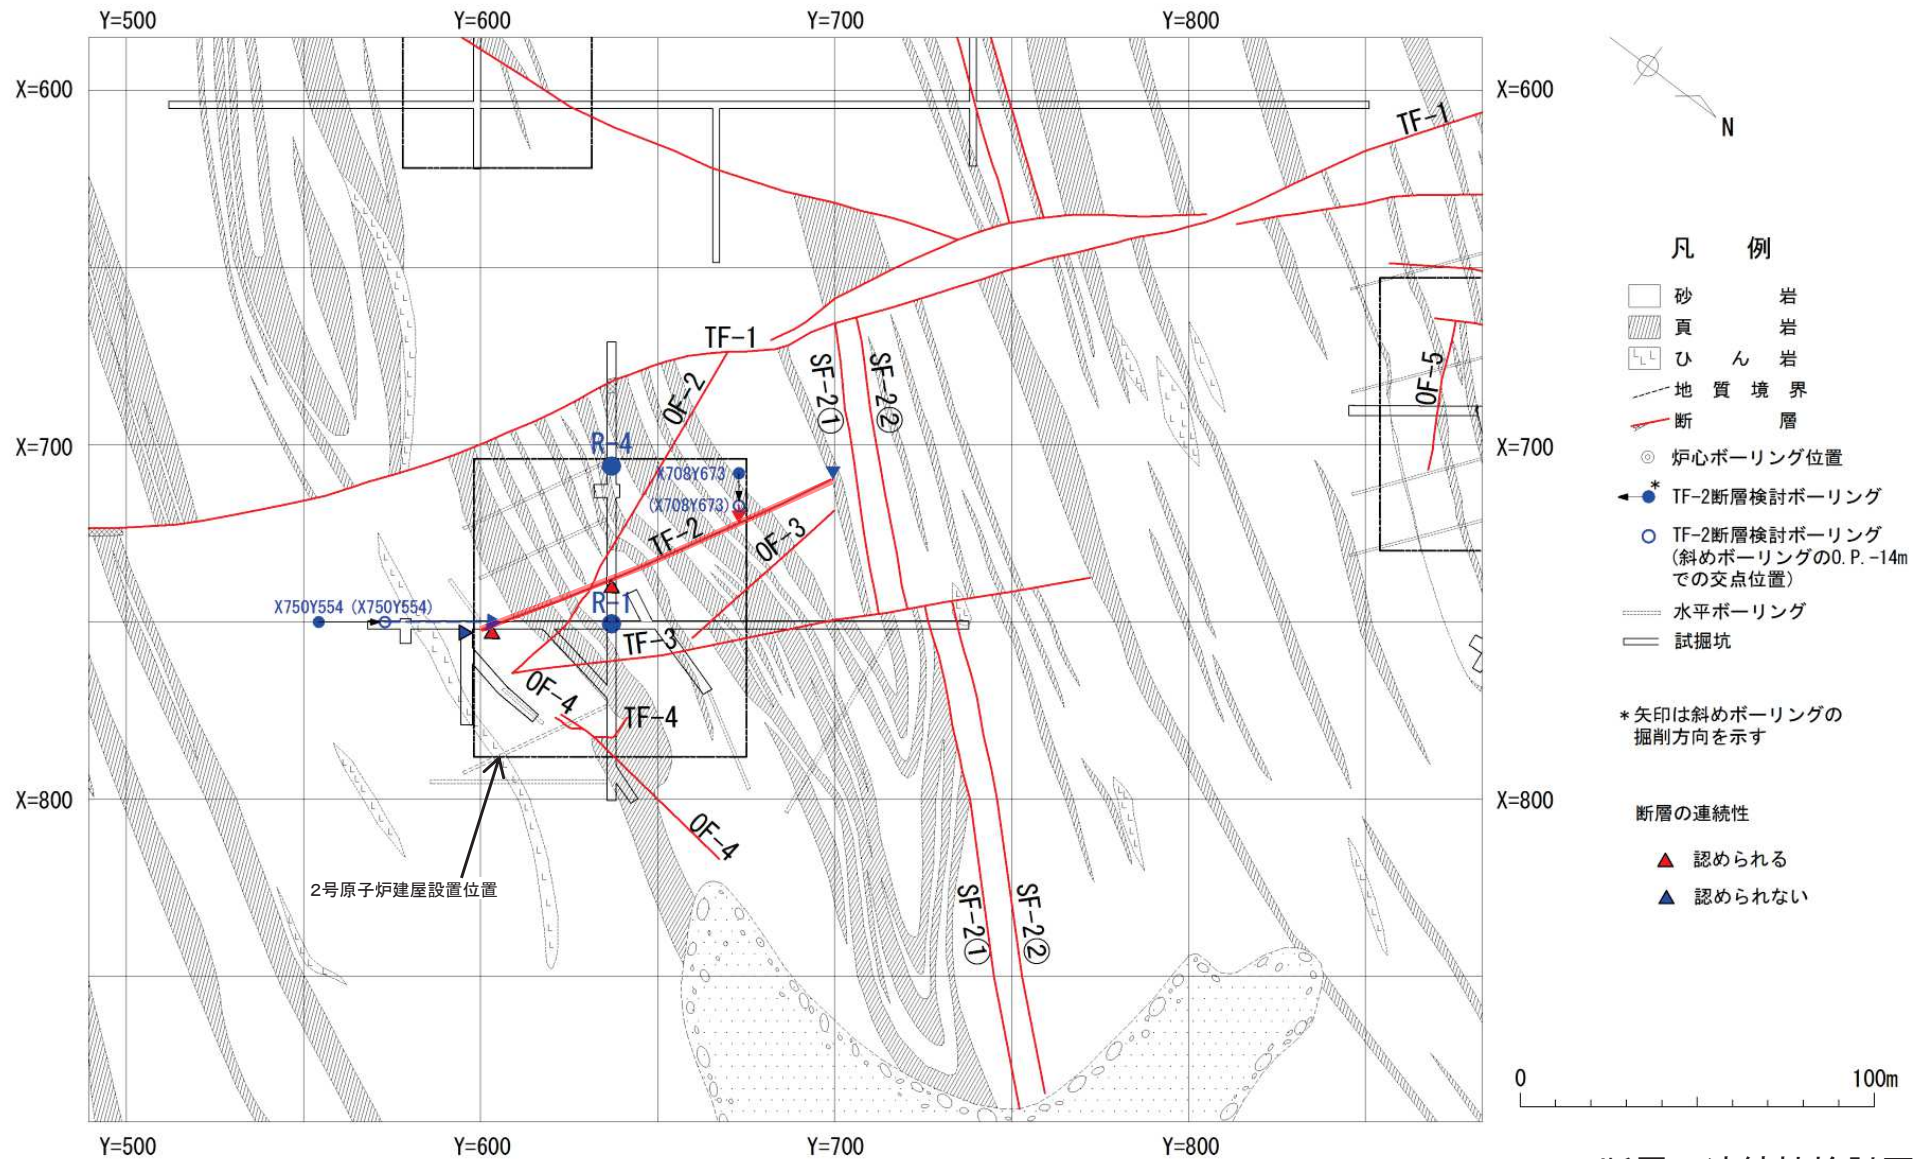 Y=500
Y=600
Y=700
Y=800
X=600
X=600
TF-1
N
凡 例
砂 岩
頁 岩
ひ ん 岩
地 質 境 界
断 層
炉心ボーリング位置
* TF-2断層検討ボーリング
TF-2断層検討ボーリング
(斜めボーリングのO.P.-14m
での交点位置)
水平ボーリング
試掘坑
TF-1
OF-2
SF-2①
SF-2②
OF-5
X=700
X=700
R-4
X708Y673
(X708Y673)
TF-2
OF-3
X750Y554 (X750Y554)
R-1
TF-3
OF-4
TF-4
*矢印は斜めボーリングの
掘削方向を示す
X=800
X=800
断層の連続性
OF-4
認められる
2号原子炉建屋設置位置
認められない
SF-2①
SF-2②
0 100m
Y=500
Y=600
Y=700
Y=800